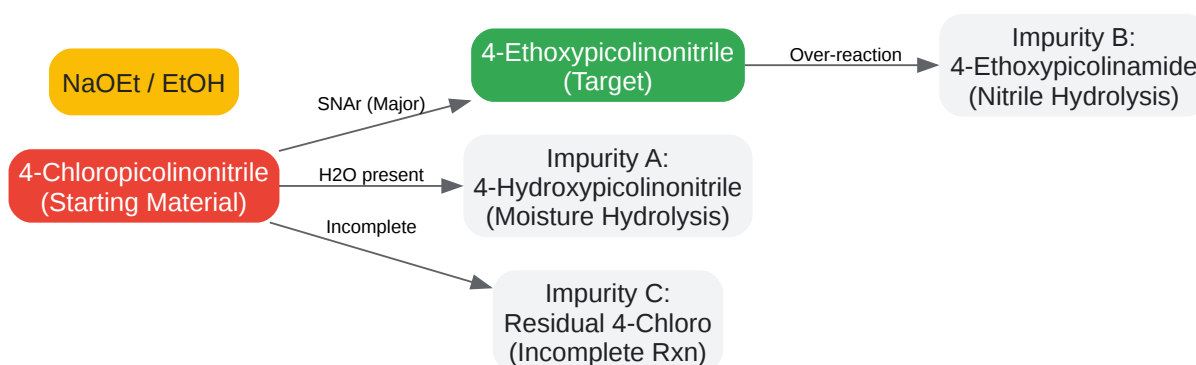 NaOEt / EtOH
4-Chloropicolinonitrile
(Starting Material)
SNAr (Major)
H2O present
Incomplete
4-Ethoxypicolinonitrile
(Target)
Over-reaction
Impurity A:
4-Hydroxypicolinonitrile
(Moisture Hydrolysis)
Impurity C:
Residual 4-Chloro
(Incomplete Rxn)
Impurity B:
4-Ethoxypicolinamide
(Nitrile Hydrolysis)